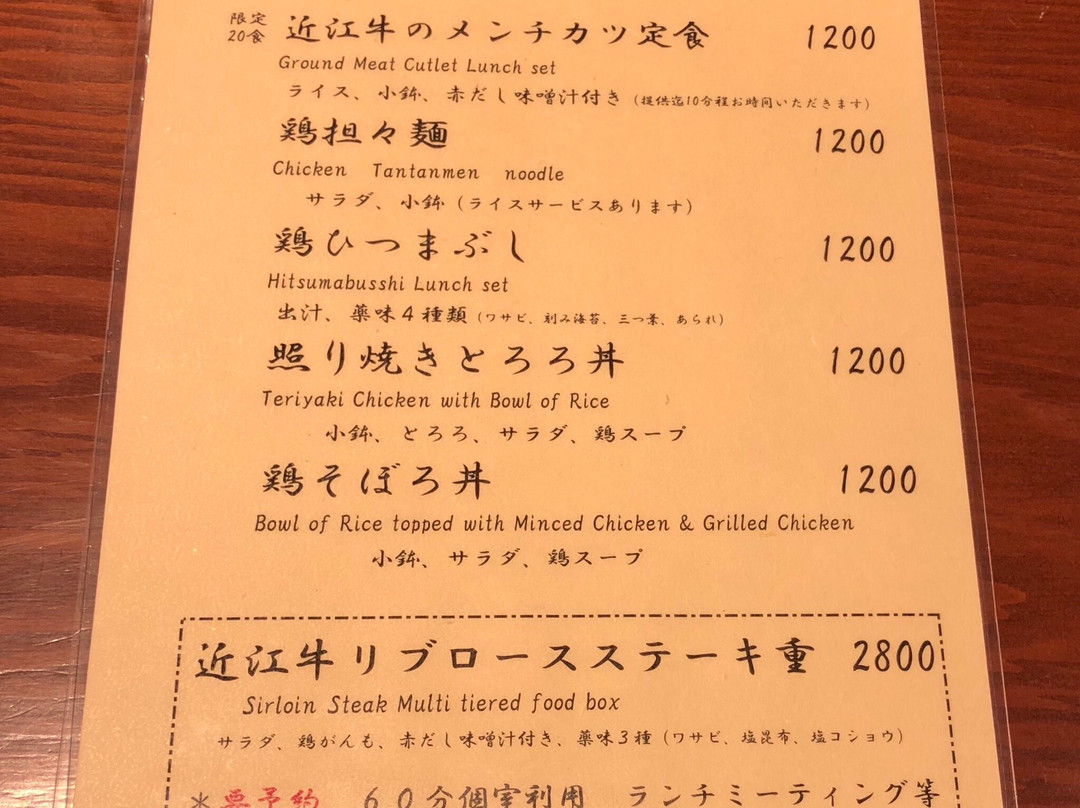 限定
20食
近江牛のメンチカツ定食 1200
Ground Meat Cutlet Lunch set
ライス、小鉢、赤だし味噌汁付き (提供迄10分程お時間いただきます)
鶏担々麺 1200
Chicken Tantanmen noodle
サラダ、小鉢 (ライスサービスあります)
鶏ひつまぶし 1200
Hitsumabusshi Lunch set
出汁、薬味4種類 (ワサビ、刻み海苔、三つ葉、あられ)
照り焼きとろろ丼 1200
Teriyaki Chicken with Bowl of Rice
小鉢、とろろ、サラダ、鶏スープ
鶏そぼろ丼 1200
Bowl of Rice topped with Minced Chicken & Grilled Chicken
小鉢、サラダ、鶏スープ
近江牛リブロースステーキ重 2800
Sirloin Steak Multi tiered food box
サラダ、鶏がんも、赤だし味噌汁付き、薬味3種 (ワサビ、塩昆布、塩コショウ)
＊要予約 60分個室利用 ランチミーティング等